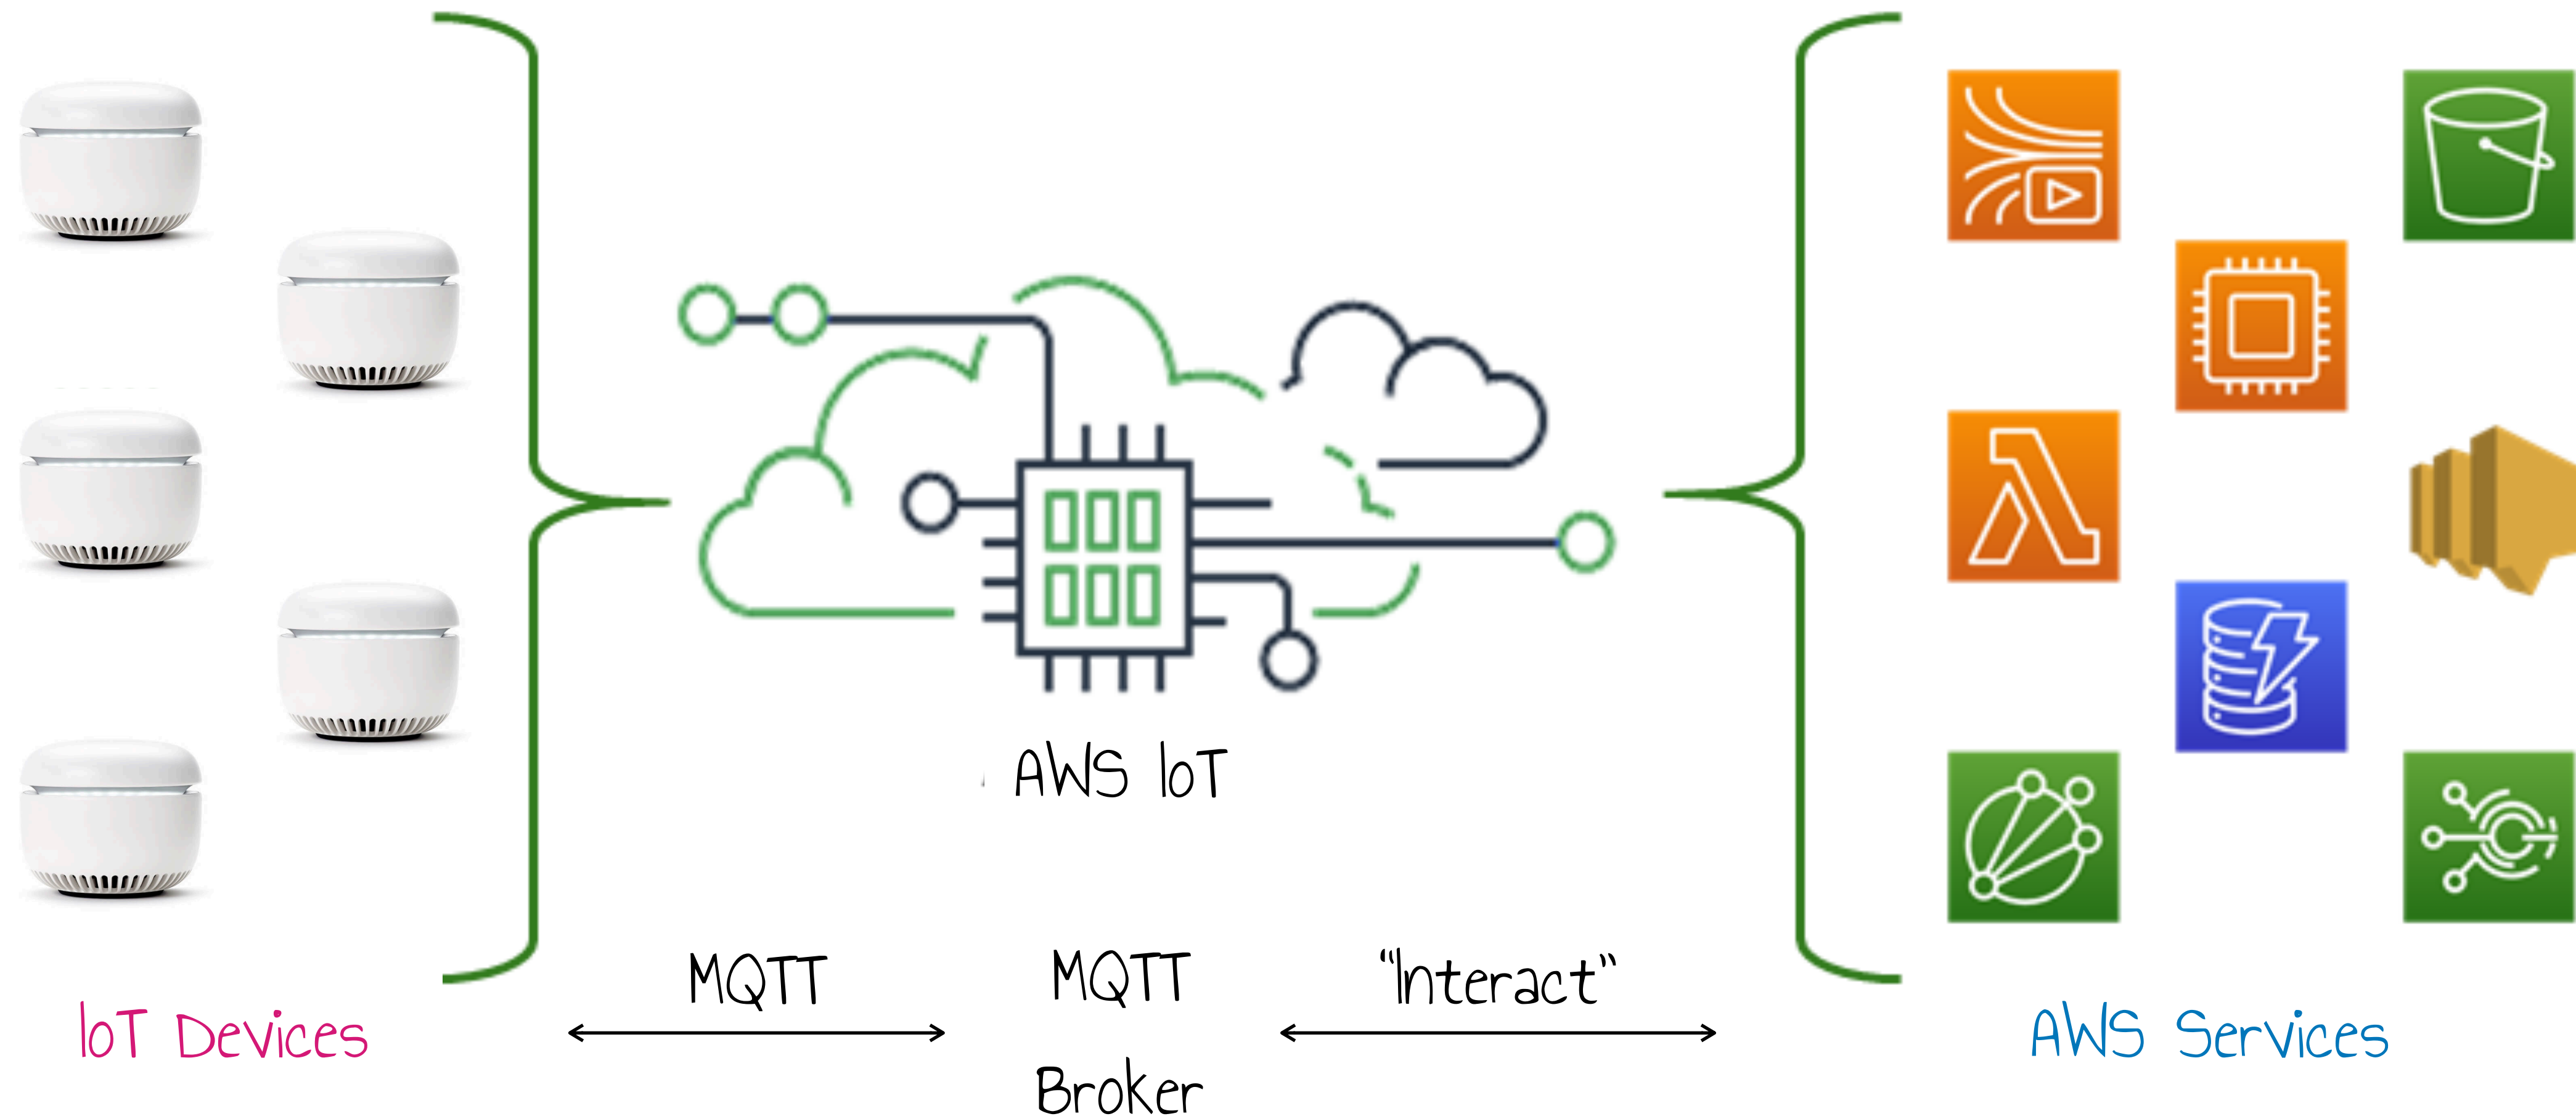 AWS IoT
MQTT
MQTT
Broker
“Interact“
IoT Devices
AWS Services